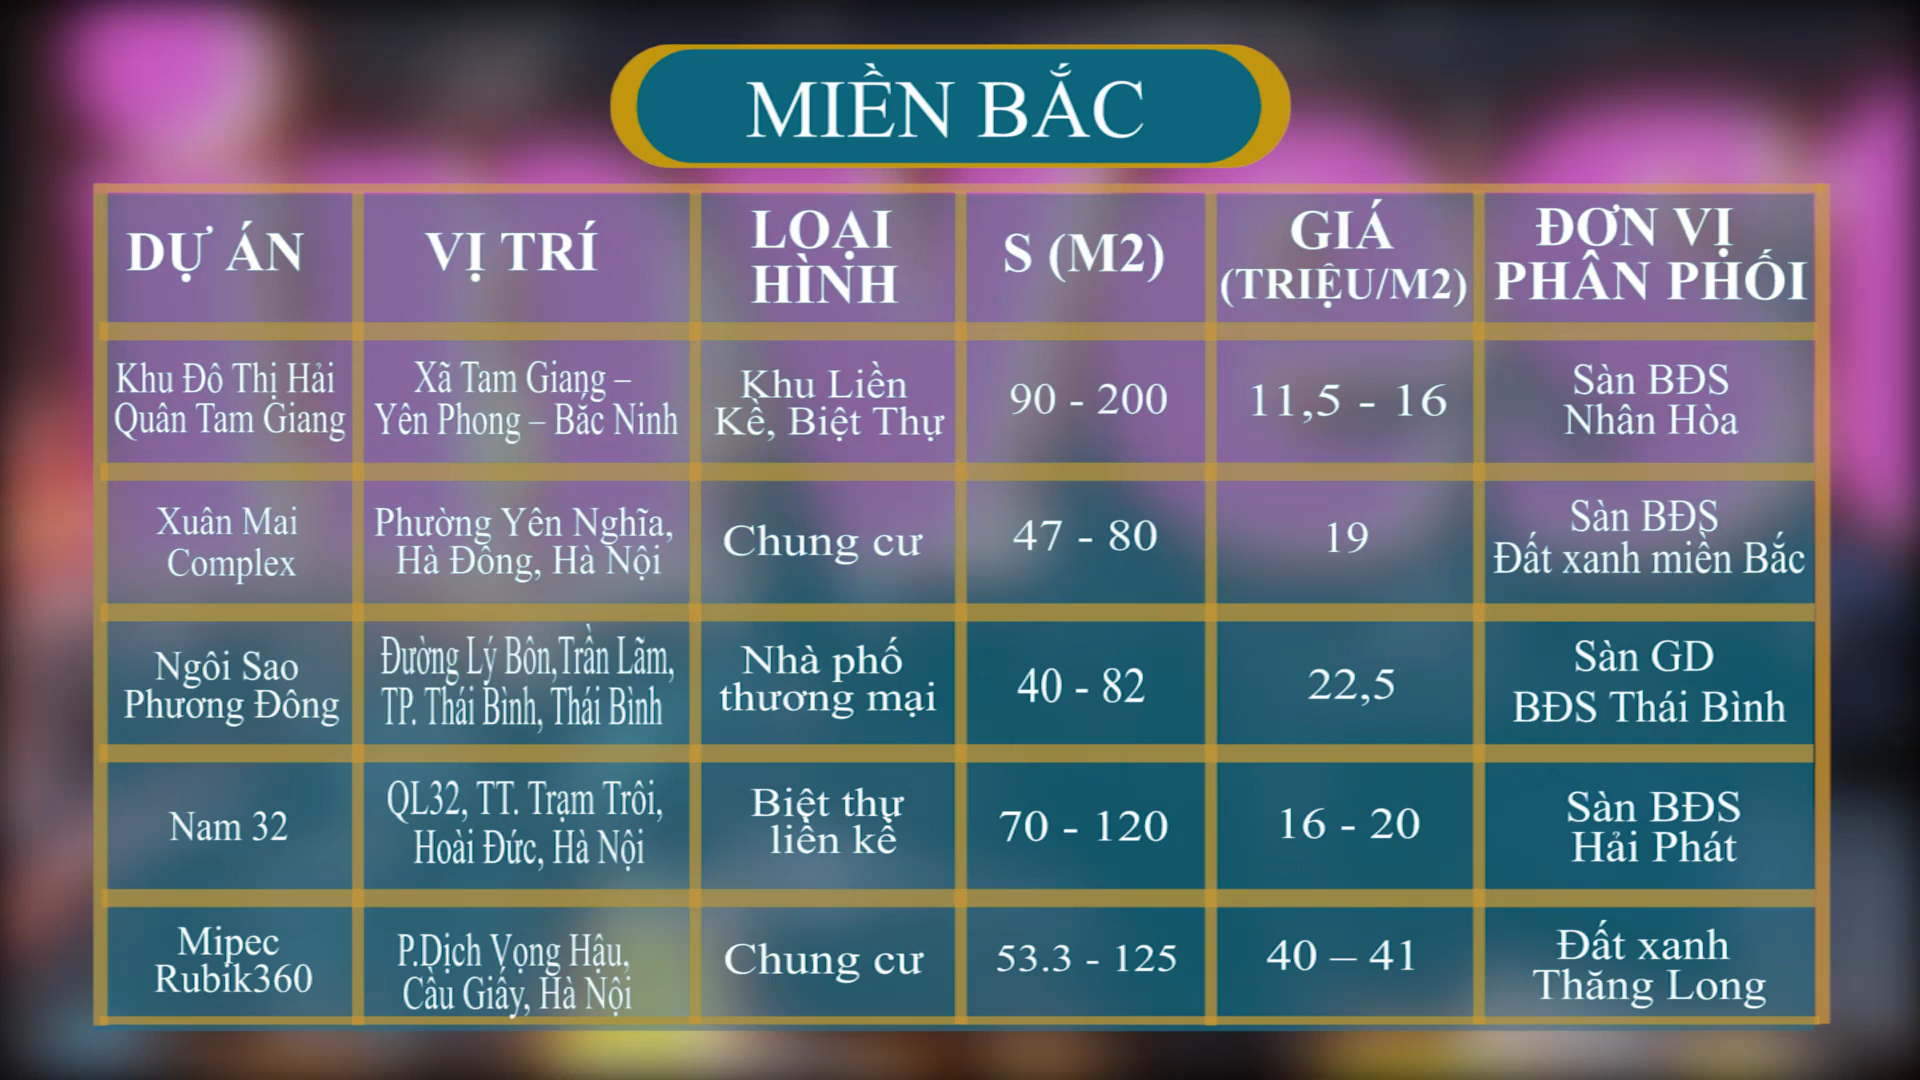 MIỀN BẮC
DỰ ÁN
VỊ TRÍ
LOẠI
HÌNH
S (M2)
GIÁ
(TRIỆU/M2)
ĐƠN VỊ
PHÂN PHỐI
Khu Đô Thị Hải
Quân Tam Giang
Xã Tam Giang –
Yên Phong – Bắc Ninh
Khu Liền
Kề, Biệt Thự
90 - 200
11,5 - 16
Sàn BĐS
Nhân Hòa
Xuân Mai
Complex
Phường Yên Nghĩa,
Hà Đông, Hà Nội
Chung cư
47 - 80
19
Sàn BĐS
Đất xanh miền Bắc
Ngôi Sao
Phương Đông
Đường Lý Bôn,Trần Lãm,
TP. Thái Bình, Thái Bình
Nhà phố
thương mại
40 - 82
22,5
Sàn GD
BĐS Thái Bình
Nam 32
QL32, TT. Trạm Trôi,
Hoài Đức, Hà Nội
Biệt thự
liền kề
70 - 120
16 - 20
Sàn BĐS
Hải Phát
Mipec
Rubik360
P.Dịch Vọng Hậu,
Cầu Giấy, Hà Nội
Chung cư
53.3 - 125
40 – 41
Đất xanh
Thăng Long